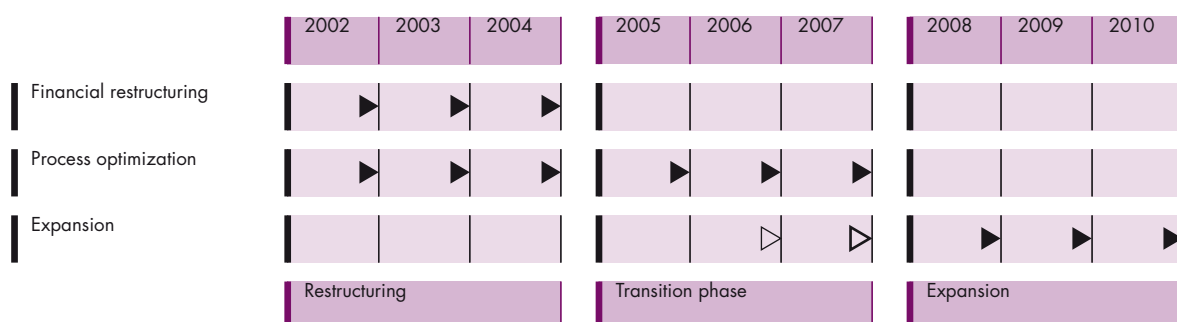 2002 2003 2004 2005 2006 2007 2008 2009 2010
Financial restructuring
Process optimization
Expansion
Restructuring Transition phase Expansion